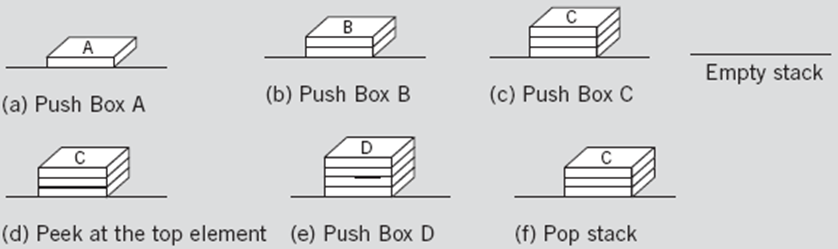 A
B
C
Empty stack
(a) Push Box A
(b) Push Box B
(c) Push Box C
C
D
C
(d) Peek at the top element
(e) Push Box D
(f) Pop stack